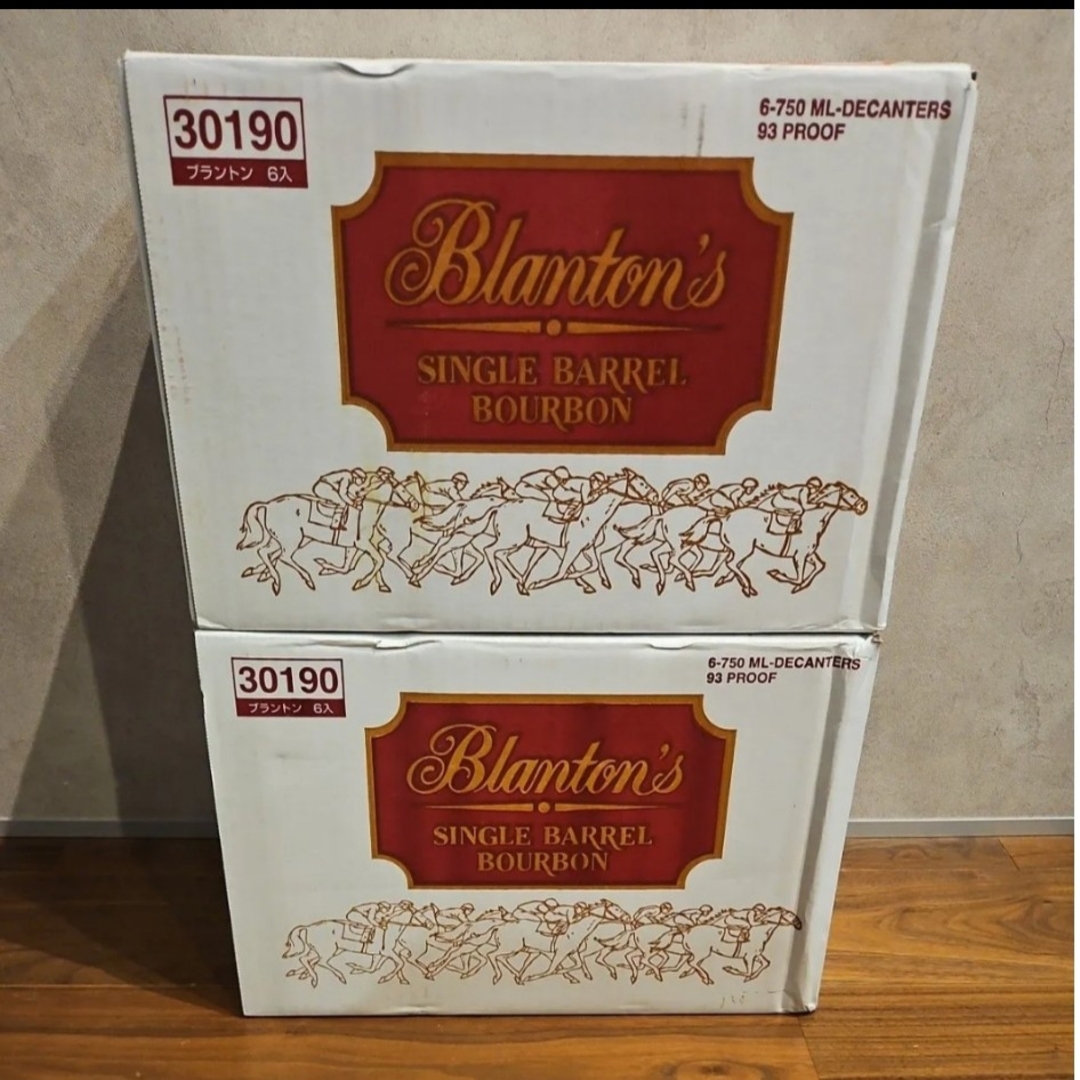 30190
ブラントン 6入
6-750 ML-DECANTERS
93 PROOF
Blanton's
SINGLE BARREL
BOURBON
30190
ブラントン 6入
6-750 ML-DECANTERS
93 PROOF
Blanton's
SINGLE BARREL
BOURBON